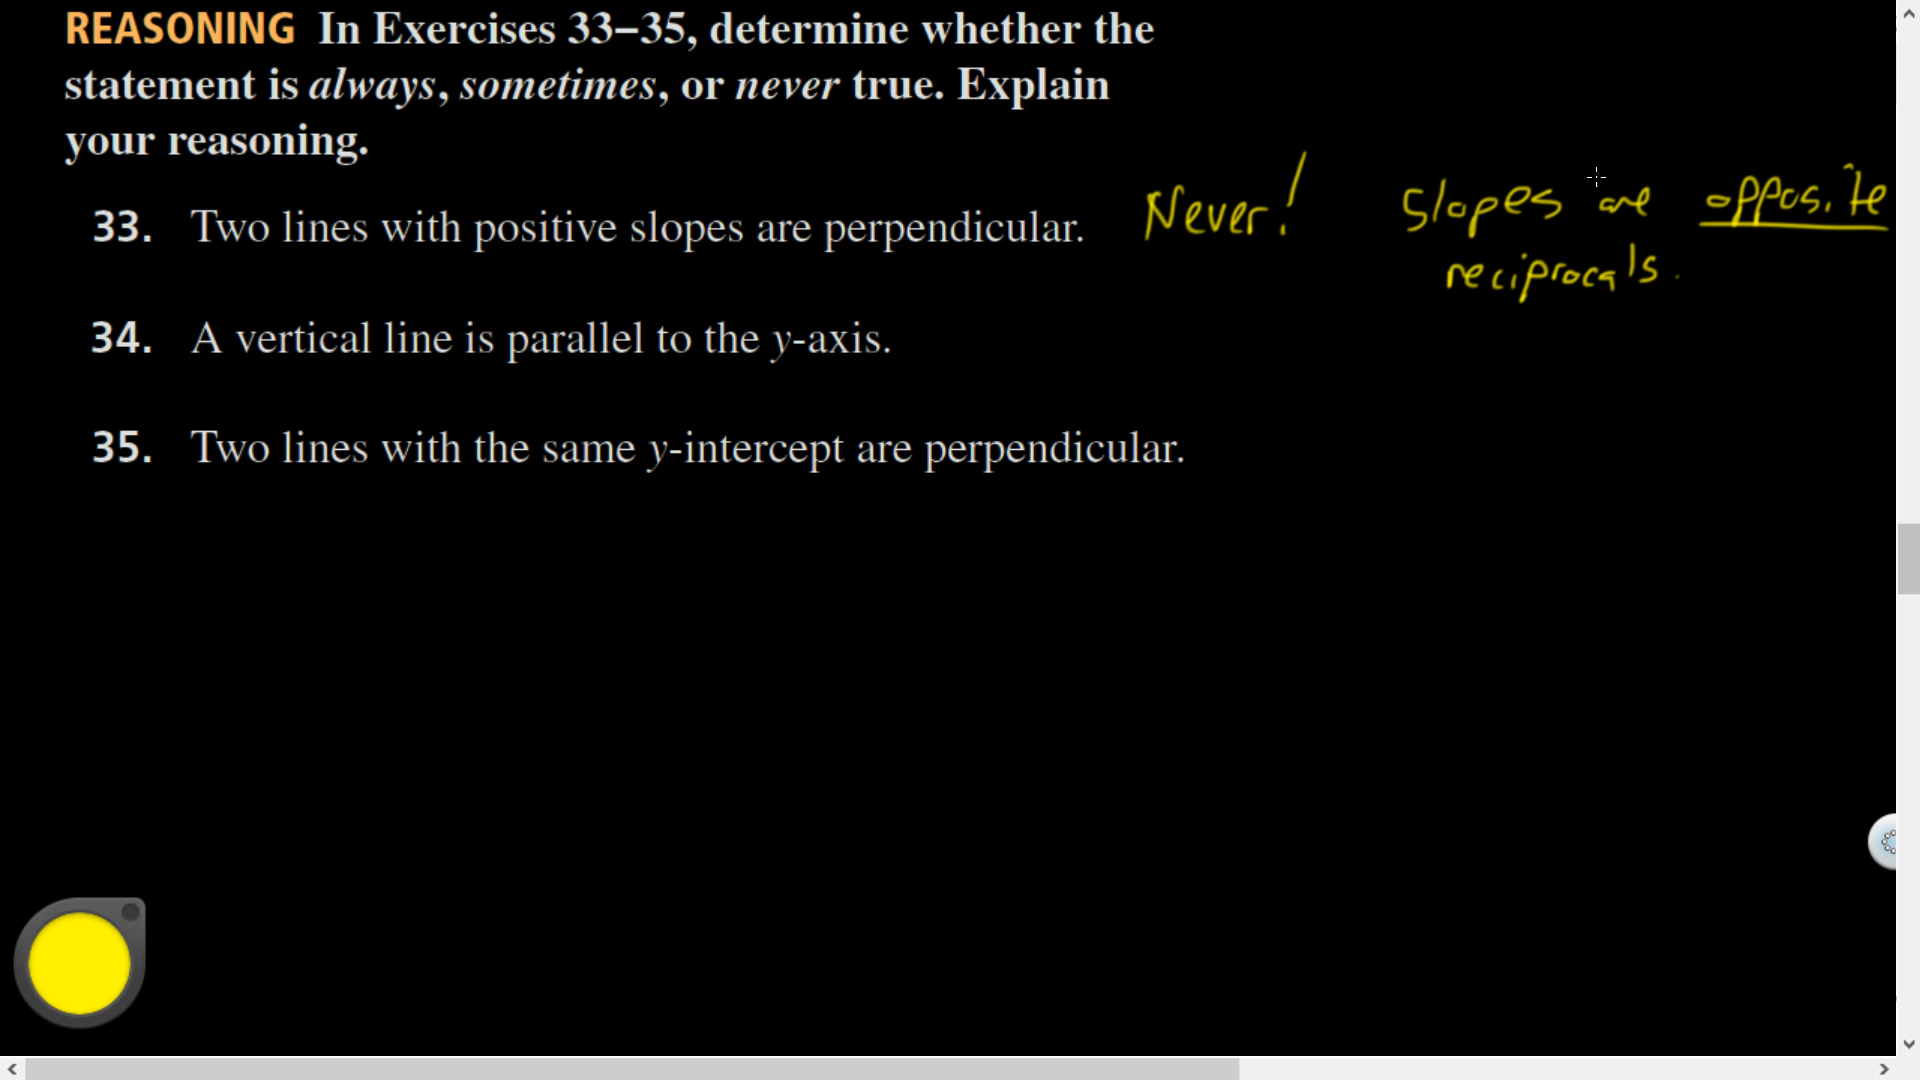 REASONING In Exercises 33–35, determine whether the
statement is always, sometimes, or never true. Explain
your reasoning.
33. Two lines with positive slopes are perpendicular.
Never! slopes are opposite
reciprocals.
34. A vertical line is parallel to the y-axis.
35. Two lines with the same y-intercept are perpendicular.